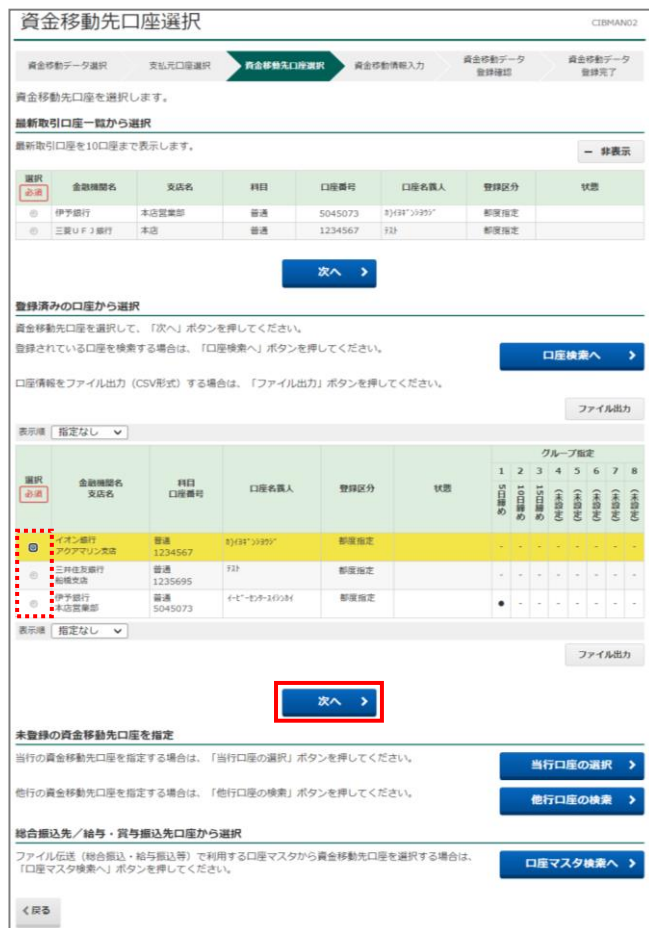 資金移動先口座選択
CIBMAN02
資金移動データ選択
支払元口座選択
資金移動先口座選択
資金移動情報入力
資金移動データ
登録確認
資金移動データ
登録完了
資金移動先口座を選択します。
最新取引口座一覧から選択
最新取引口座を10口座まで表示します。
− 非表示
選択
必須
金融機関名 支店名 科目 口座番号 口座名義人 登録区分 状態
伊予銀行 本店営業部 普通 5045073 都度指定
三菱UFJ銀行 本店 普通 1234567 テスト 都度指定
次へ
登録済みの口座から選択
資金移動先口座を選択して、「次へ」ボタンを押してください。
登録されている口座を検索する場合は、「口座検索へ」ボタンを押してください。
口座検索へ
口座情報をファイル出力(CSV形式)する場合は、「ファイル出力」ボタンを押してください。
ファイル出力
表示順 指定なし
グループ指定
1 2 3 4 5 6 7 8
選択
必須
金融機関名
支店名
科目
口座番号
口座名義人
登録区分
状態
5日締め
10日締め
15日締め
(未設定)
(未設定)
(未設定)
(未設定)
(未設定)
イオン銀行
アクアマリン支店
普通
1234567
都度指定
- - - - - - - -
三井住友銀行
船橋支店
普通
1235695
テスト
都度指定
- - - - - - - -
伊予銀行
本店営業部
普通
5045073
都度指定
● - - - - - - -
表示順 指定なし
ファイル出力
次へ
未登録の資金移動先口座を指定
当行の資金移動先口座を指定する場合は、「当行口座の選択」ボタンを押してください。
当行口座の選択
他行の資金移動先口座を指定する場合は、「他行口座の検索」ボタンを押してください。
他行口座の検索
総合振込先／給与・賞与振込先口座から選択
ファイル伝送(総合振込・給与振込等)で利用する口座マスタから資金移動先口座を選択する場合は、
「口座マスタ検索へ」ボタンを押してください。
口座マスタ検索へ
戻る